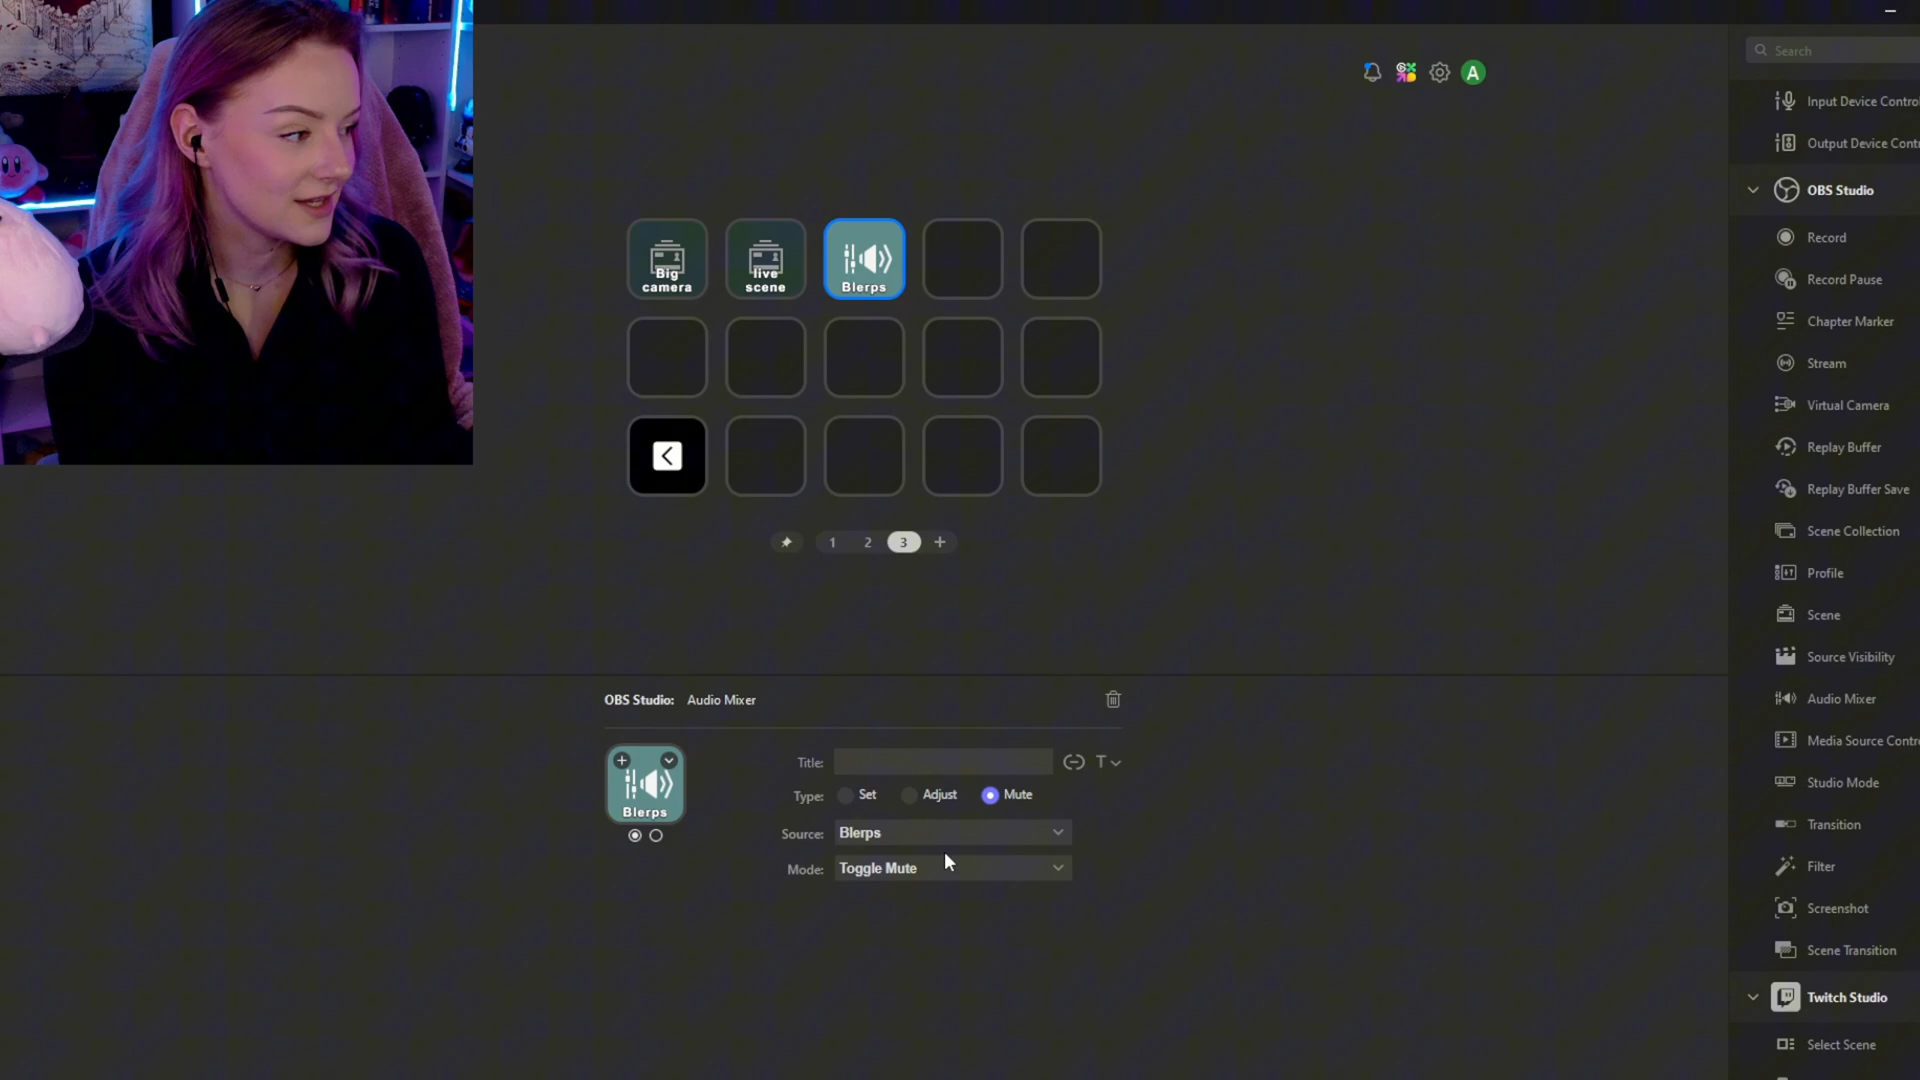 Search
A
Input Device Contro
Output Device Contr
OBS Studio
Record
Record Pause
Chapter Marker
Stream
Virtual Camera
Replay Buffer
Replay Buffer Save
Scene Collection
Profile
Scene
Source Visibility
Audio Mixer
Media Source Contr
Studio Mode
Transition
Filter
Screenshot
Scene Transition
Twitch Studio
Select Scene
Big
camera
live
scene
Blerps
1 2 3 +
OBS Studio: Audio Mixer
Blerps
Title:
T
Type: Set Adjust Mute
Source: Blerps
Mode: Toggle Mute